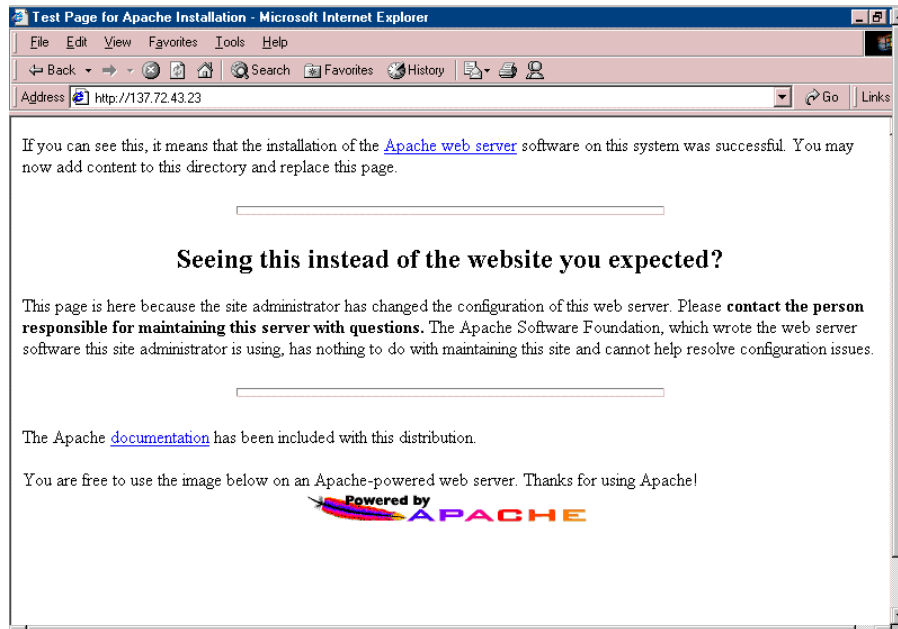 Test Page for Apache Installation - Microsoft Internet Explorer
File Edit View Favorites Tools Help
Back Search Favorites History
Address http://137.72.43.23 Go Links
If you can see this, it means that the installation of the Apache web server software on this system was successful. You may
now add content to this directory and replace this page.
Seeing this instead of the website you expected?
This page is here because the site administrator has changed the configuration of this web server. Please contact the person
responsible for maintaining this server with questions. The Apache Software Foundation, which wrote the web server
software this site administrator is using, has nothing to do with maintaining this site and cannot help resolve configuration issues.
The Apache documentation has been included with this distribution.
You are free to use the image below on an Apache-powered web server. Thanks for using Apache!
Powered by
APACHE